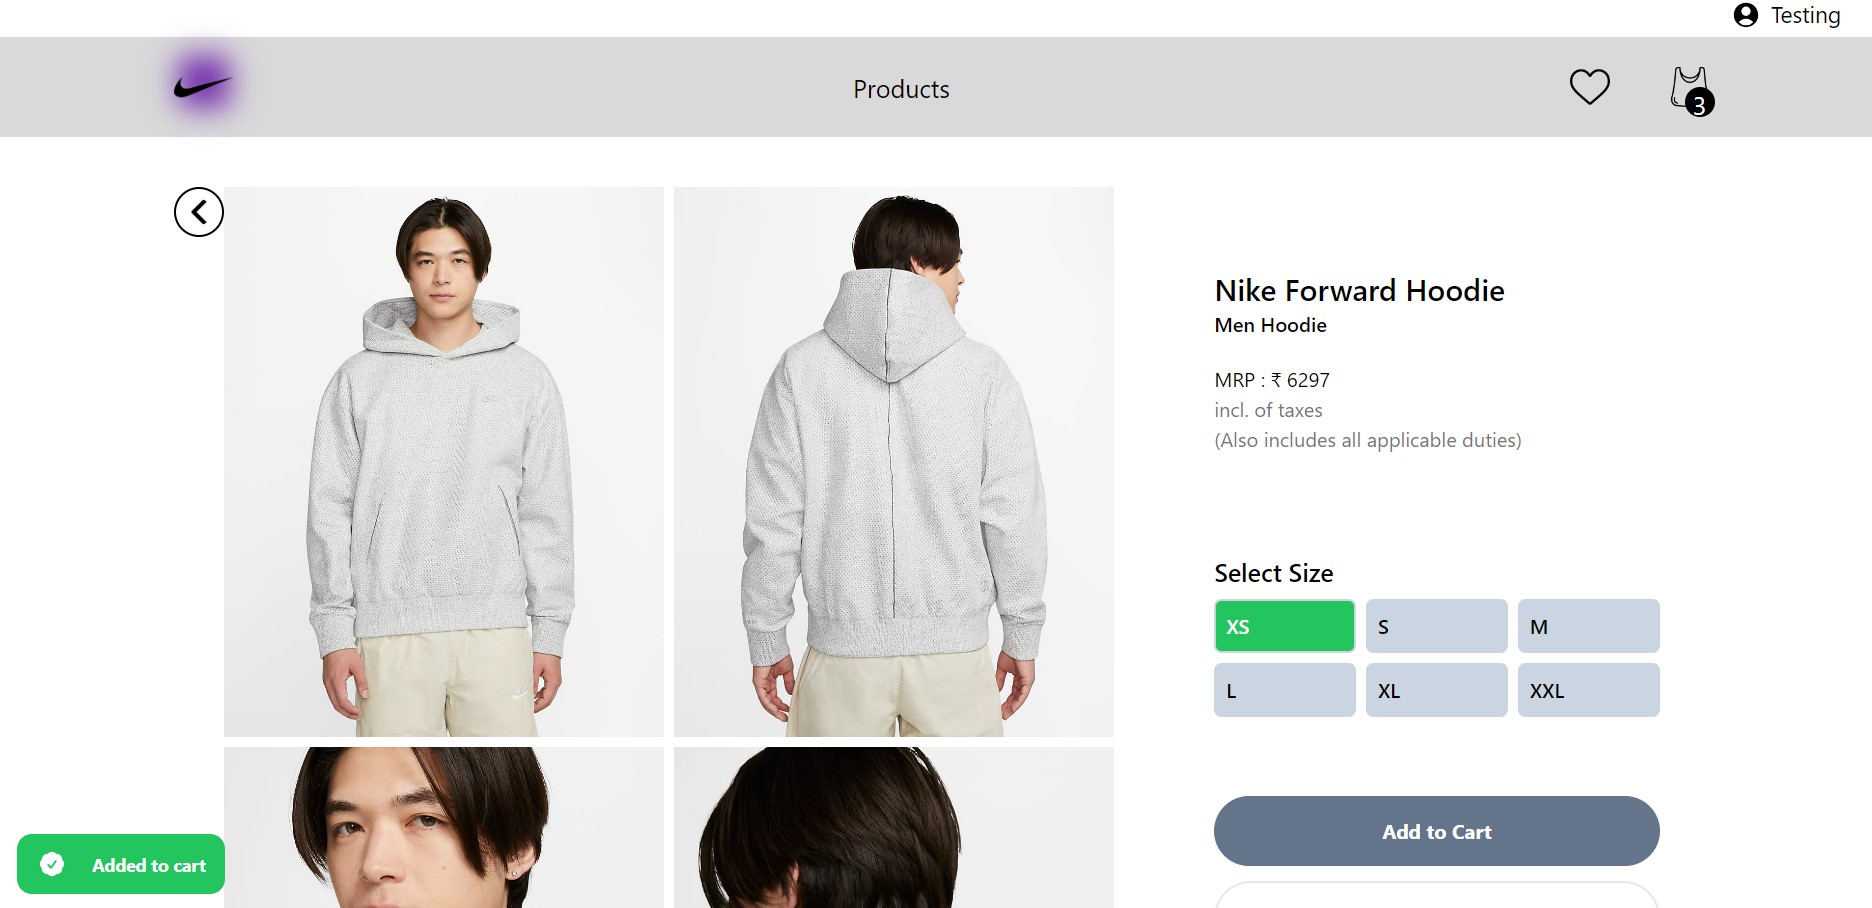 Testing
Products
3
Nike Forward Hoodie
Men Hoodie
MRP : ₹ 6297
incl. of taxes
(Also includes all applicable duties)
Select Size
XS
S
M
L
XL
XXL
Add to Cart
Added to cart